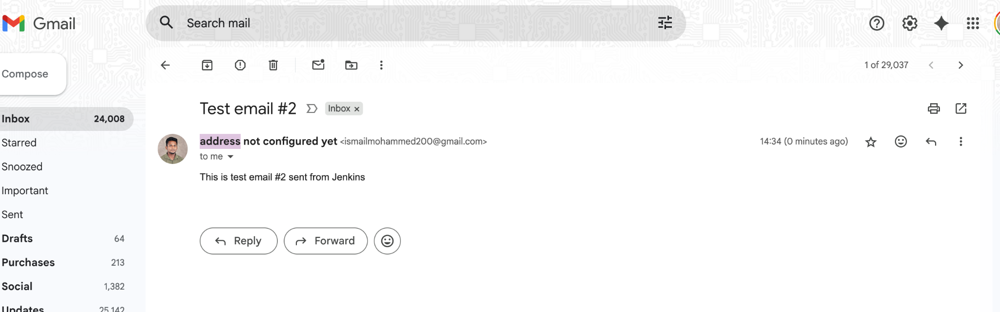 Gmail
Search mail
Compose
1 of 29,037
Inbox 24,008
Starred
Snoozed
Important
Sent
Drafts 64
Purchases 213
Social 1,382
Updates 25,142
Test email #2 Inbox ×
address not configured yet <ismailmohammed200@gmail.com> 14:34 (0 minutes ago)
to me
This is test email #2 sent from Jenkins
Reply Forward